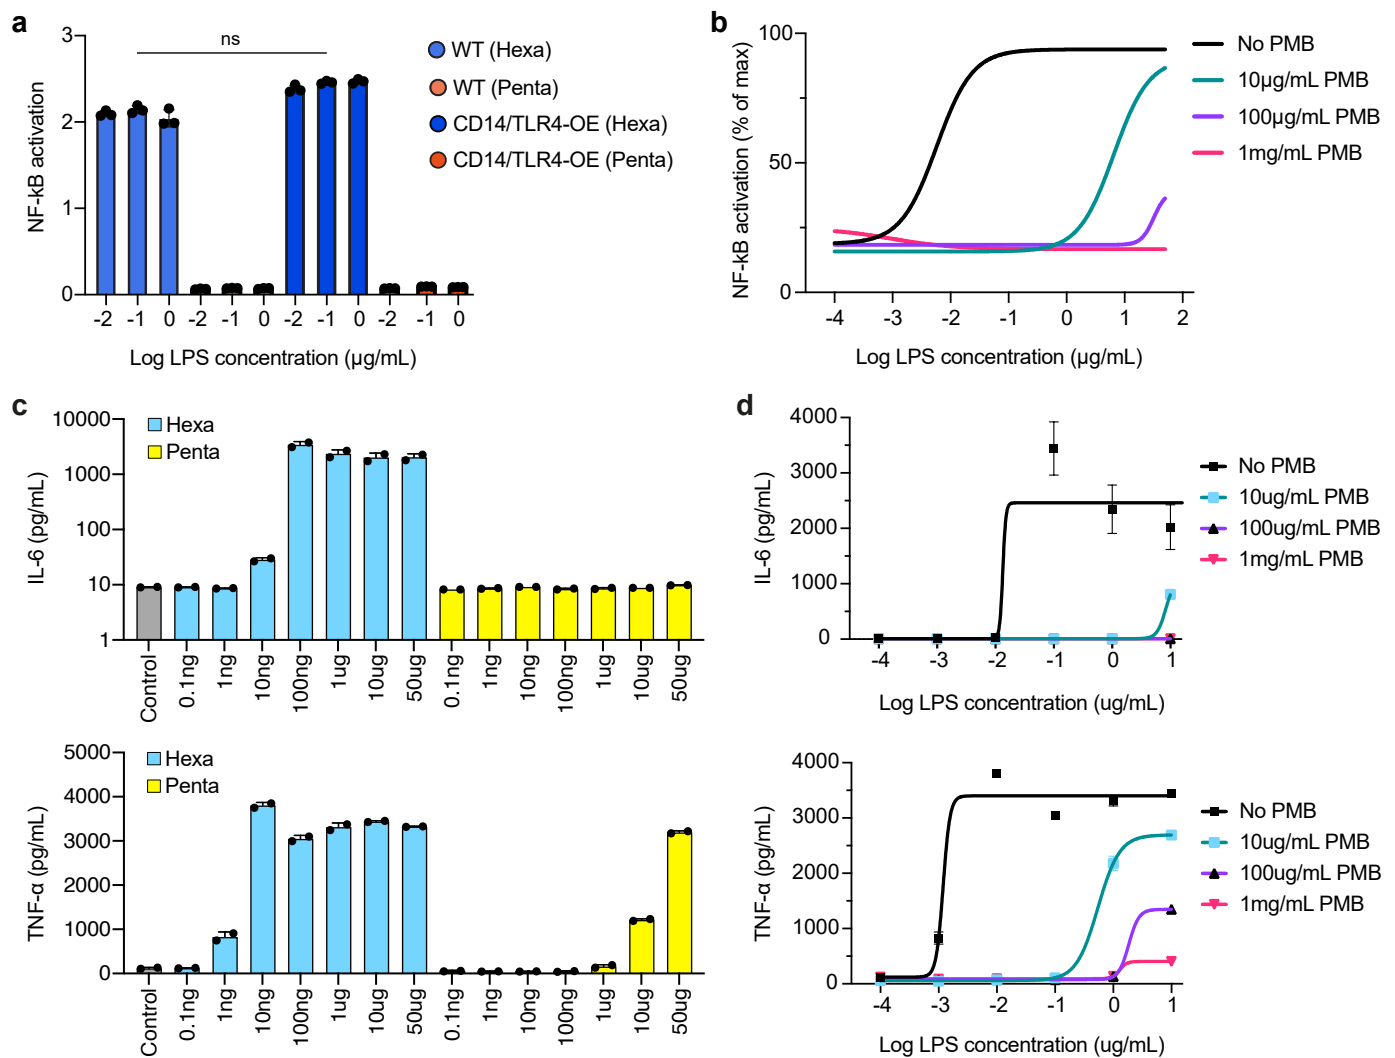 a
3
2
1
0
NF-kB activation
ns
-2 -1 0 -2 -1 0 -2 -1 0 -2 -1 0
Log LPS concentration (µg/mL)
WT (Hexa)
WT (Penta)
CD14/TLR4-OE (Hexa)
CD14/TLR4-OE (Penta)
b
100
50
0
NF-kB activation (% of max)
-4 -3 -2 -1 0 1 2
Log LPS concentration (µg/mL)
No PMB
10µg/mL PMB
100µg/mL PMB
1mg/mL PMB
c
10000
1000
100
10
1
IL-6 (pg/mL)
Hexa
Penta
Control 0.1ng 1ng 10ng 100ng 1ug 10ug 50ug 0.1ng 1ng 10ng 100ng 1ug 10ug 50ug
5000
4000
3000
2000
1000
0
TNF-α (pg/mL)
Hexa
Penta
Control 0.1ng 1ng 10ng 100ng 1ug 10ug 50ug 0.1ng 1ng 10ng 100ng 1ug 10ug 50ug
d
4000
3000
2000
1000
0
IL-6 (pg/mL)
-4 -3 -2 -1 0 1
Log LPS concentration (ug/mL)
No PMB
10ug/mL PMB
100ug/mL PMB
1mg/mL PMB
4000
3000
2000
1000
0
TNF-α (pg/mL)
-4 -3 -2 -1 0 1
Log LPS concentration (ug/mL)
No PMB
10ug/mL PMB
100ug/mL PMB
1mg/mL PMB